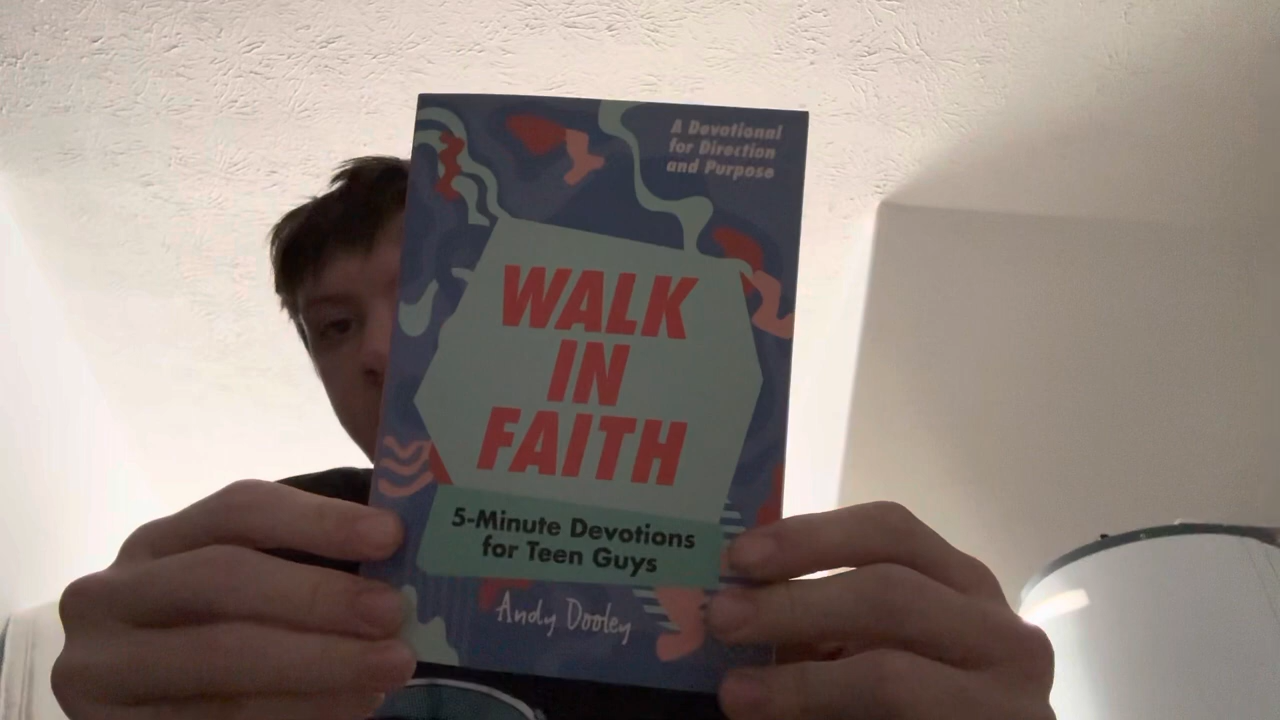 A Devotional
for Direction
and Purpose
WALK
IN
FAITH
5-Minute Devotions
for Teen Guys
Andy Dooley